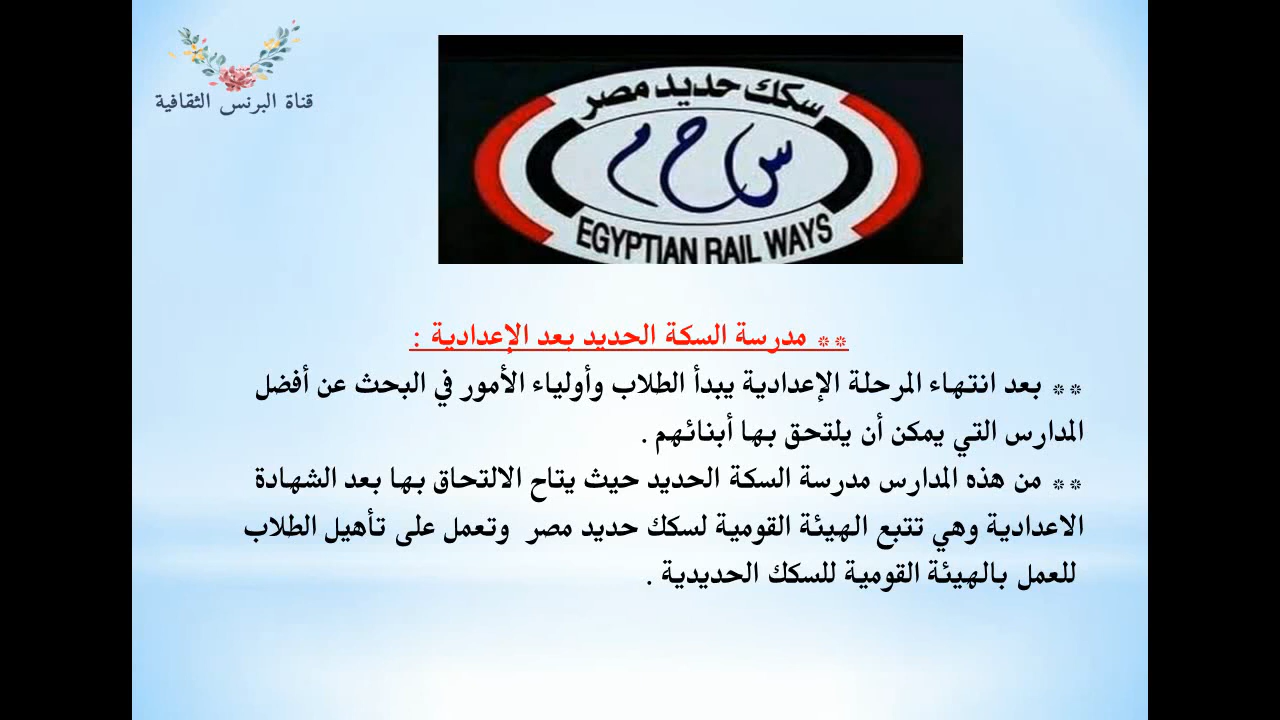 قناة البرنس الثقافية
سكك حديد مصر
س ح م
EGYPTIAN RAIL WAYS
** مدرسة السكة الحديد بعد الإعدادية :
** بعد انتهاء المرحلة الإعدادية يبدأ الطلاب وأولياء الأمور في البحث عن أفضل
المدارس التي يمكن أن يلتحق بها أبنائهم .
** من هذه المدارس مدرسة السكة الحديد حيث يتاح الالتحاق بها بعد الشهادة
الاعدادية وهي تتبع الهيئة القومية لسكك حديد مصر وتعمل على تأهيل الطلاب
للعمل بالهيئة القومية للسكك الحديدية .